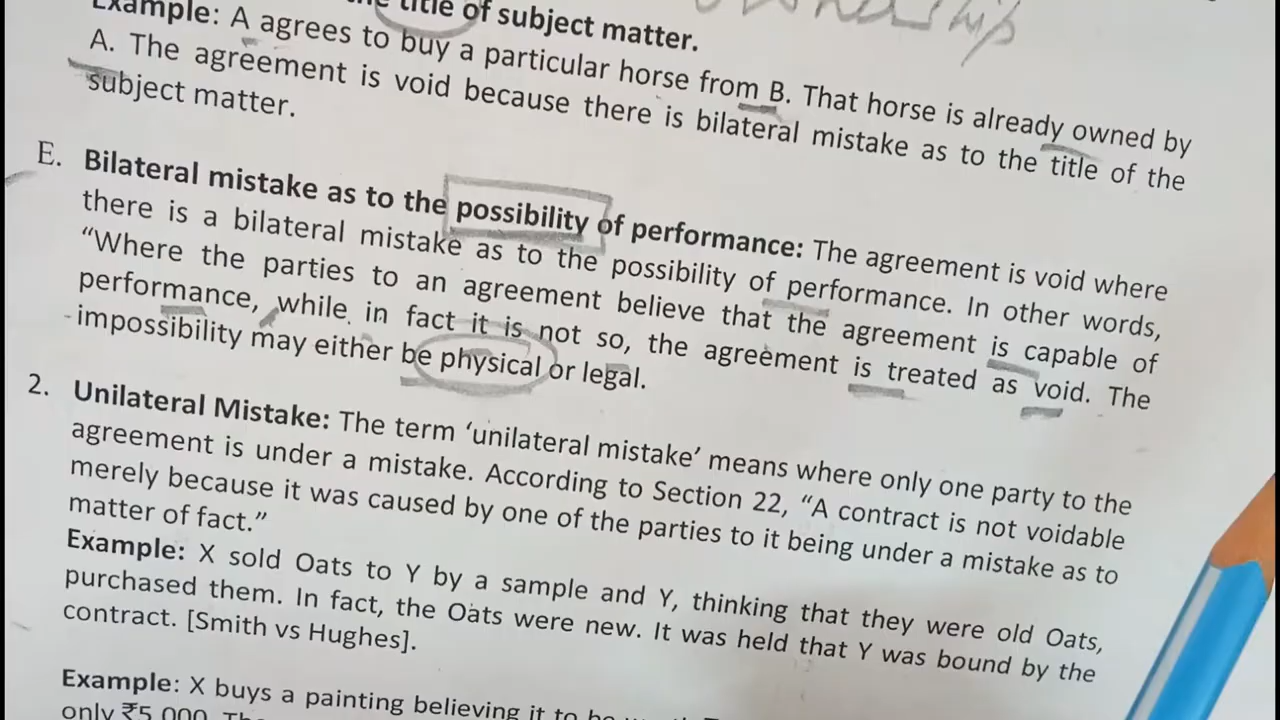 title of subject matter.
Example: A agrees to buy a particular horse from B. That horse is already owned by
A. The agreement is void because there is bilateral mistake as to the title of the
subject matter.
E. Bilateral mistake as to the possibility of performance: The agreement is void where
there is a bilateral mistake as to the possibility of performance. In other words,
“Where the parties to an agreement believe that the agreement is capable of
performance, while in fact it is not so, the agreement is treated as void. The
impossibility may either be physical or legal.
2. Unilateral Mistake: The term ‘unilateral mistake’ means where only one party to the
agreement is under a mistake. According to Section 22, “A contract is not voidable
merely because it was caused by one of the parties to it being under a mistake as to
matter of fact.”
Example: X sold Oats to Y by a sample and Y, thinking that they were old Oats,
purchased them. In fact, the Oats were new. It was held that Y was bound by the
contract. [Smith vs Hughes].
Example: X buys a painting believing it to be
only ₹5,000.